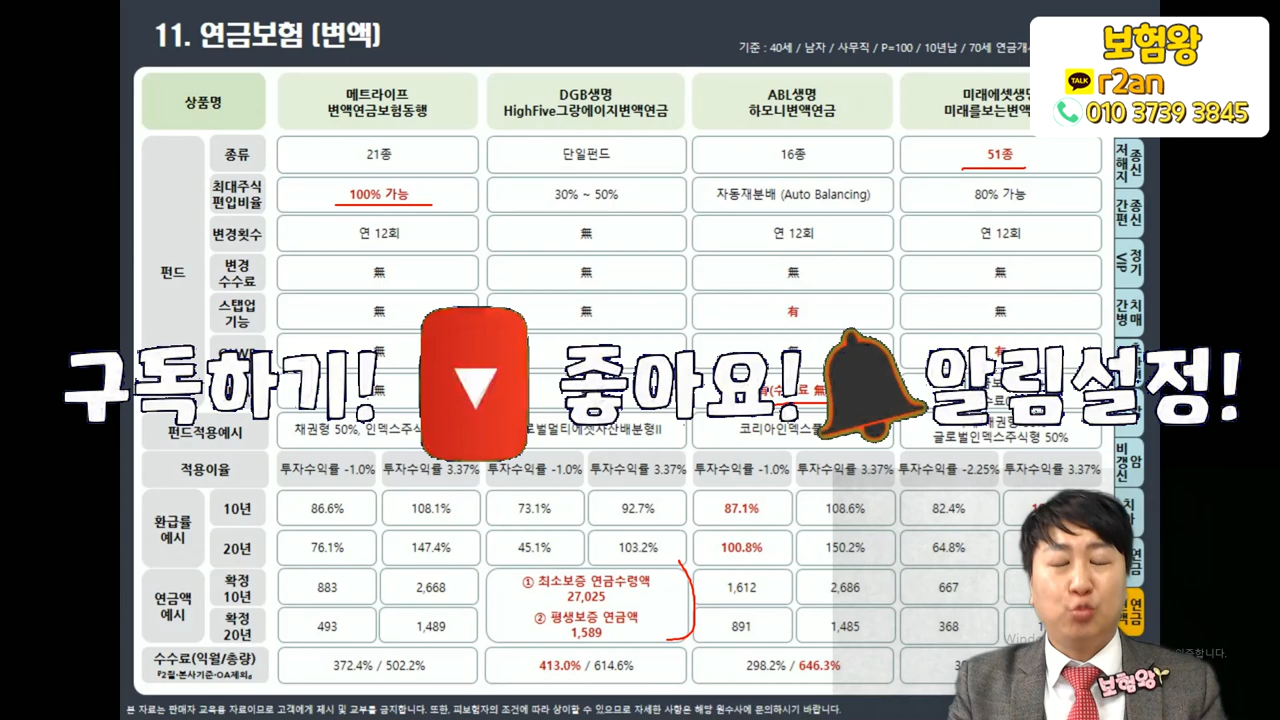 11. 연금보험 (변액)
기준 : 40세 / 남자 / 사무직 / P=100 / 10년납 / 70세 연금개시
보험왕
TALK r2an
010 3739 3845
상품명
메트라이프
변액연금보험동행
DGB생명
HighFive그랑에이지변액연금
ABL생명
하모니변액연금
미래에셋생명
미래를보는변액
펀드
종류 21종 단일펀드 16종 51종
최대주식
편입비율
100% 가능 30% ~ 50% 자동재분배 (Auto Balancing) 80% 가능
변경횟수 연 12회 無 연 12회 연 12회
변경
수수료
無 無 無 無
스탭업
기능
無 無 有 無
구독하기! 좋아요! 알림설정!
펀드적용예시 채권형 50%, 인덱스주식
글로벌인덱스주식형 50%
적용이율 투자수익률 -1.0% 투자수익률 3.37% 투자수익률 -1.0% 투자수익률 3.37% 투자수익률 -1.0% 투자수익률 3.37% 투자수익률 -2.25% 투자수익률 3.37%
환급률
예시
10년 86.6% 108.1% 73.1% 92.7% 87.1% 108.6% 82.4%
20년 76.1% 147.4% 45.1% 103.2% 100.8% 150.2% 64.8%
연금액
예시
확정
10년
883 2,668
① 최소보증 연금수령액
27,025
1,612 2,686 667
확정
20년
493 1,489
② 평생보증 연금액
1,589
891 1,485 368
수수료(익월/총량)
『2월·본사기준·OA제외』
372.4% / 502.2% 413.0% / 614.6% 298.2% / 646.3%
저해지 종신
간편 종신
VIP 정기
간병 치매
비갱신 암
연금
연금
보험왕
본 자료는 판매자 교육용 자료이므로 고객에게 제시 및 교부를 금지합니다. 또한, 피보험자의 조건에 따라 상이할 수 있으므로 자세한 사항은 해당 원수사에 문의하시기 바랍니다.